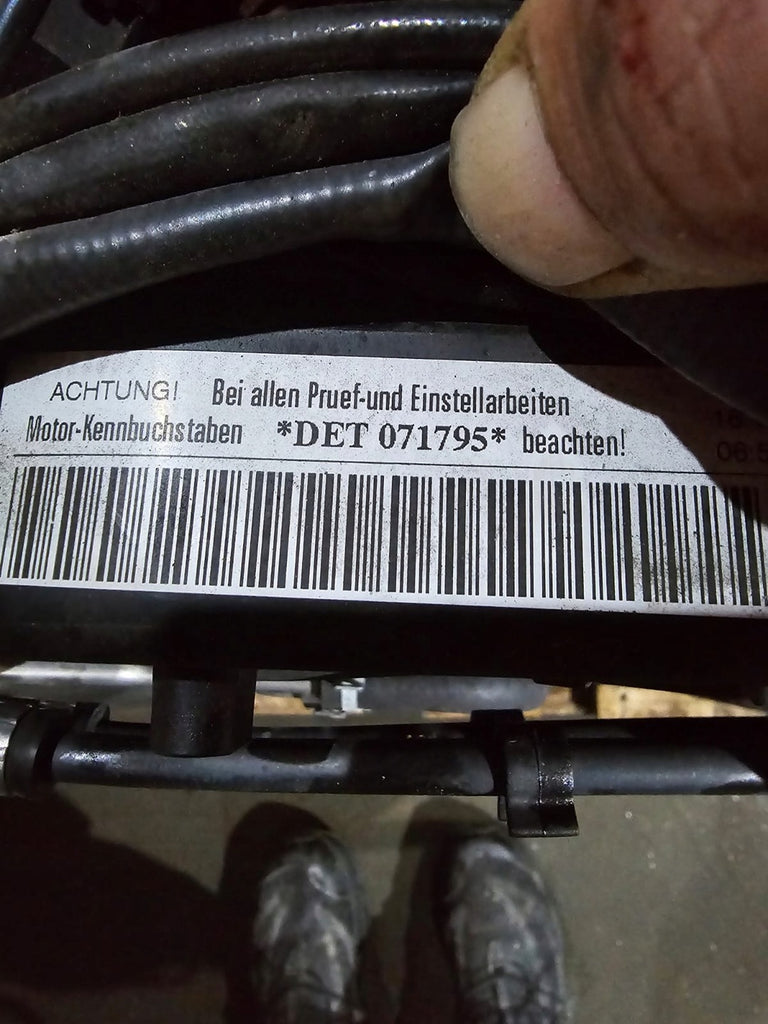 ACHTUNG! Bei allen Pruef-und Einstellarbeiten
Motor-Kennbuchstaben *DET 071795* beachten!